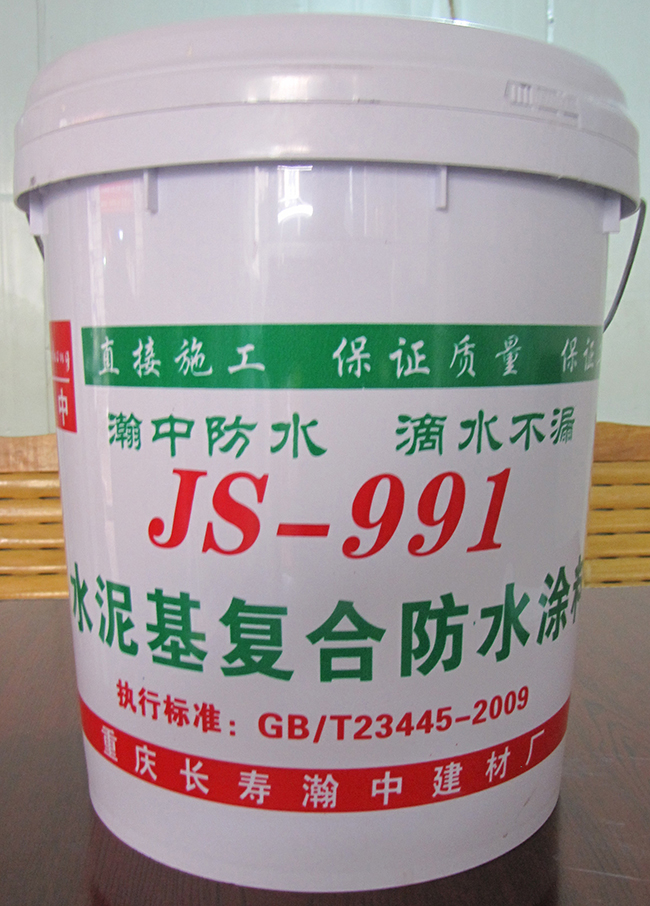 直接施工 保证质量 保证
中
瀚中防水 滴水不漏
JS-991
水泥基复合防水涂料
执行标准：GB/T23445-2009
重庆长寿瀚中建材厂